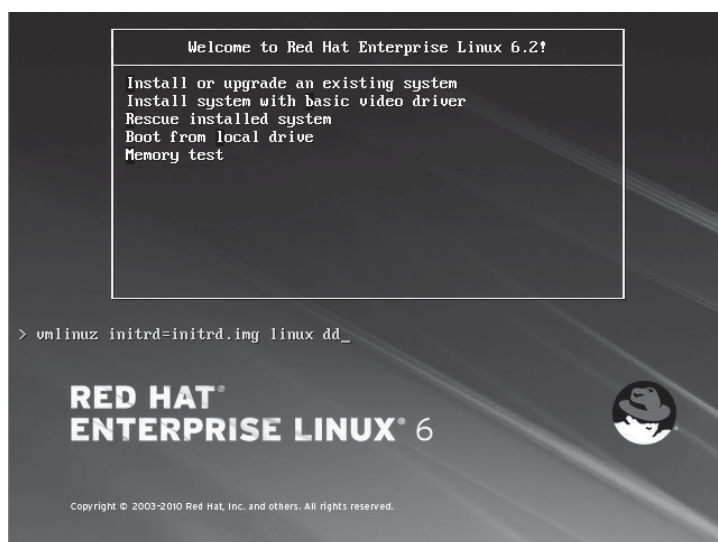 Welcome to Red Hat Enterprise Linux 6.2!
Install or upgrade an existing system
Install system with basic video driver
Rescue installed system
Boot from local drive
Memory test
> vmlinuz initrd=initrd.img linux dd_
RED HAT®
ENTERPRISE LINUX® 6
Copyright © 2003-2010 Red Hat, Inc. and others. All rights reserved.